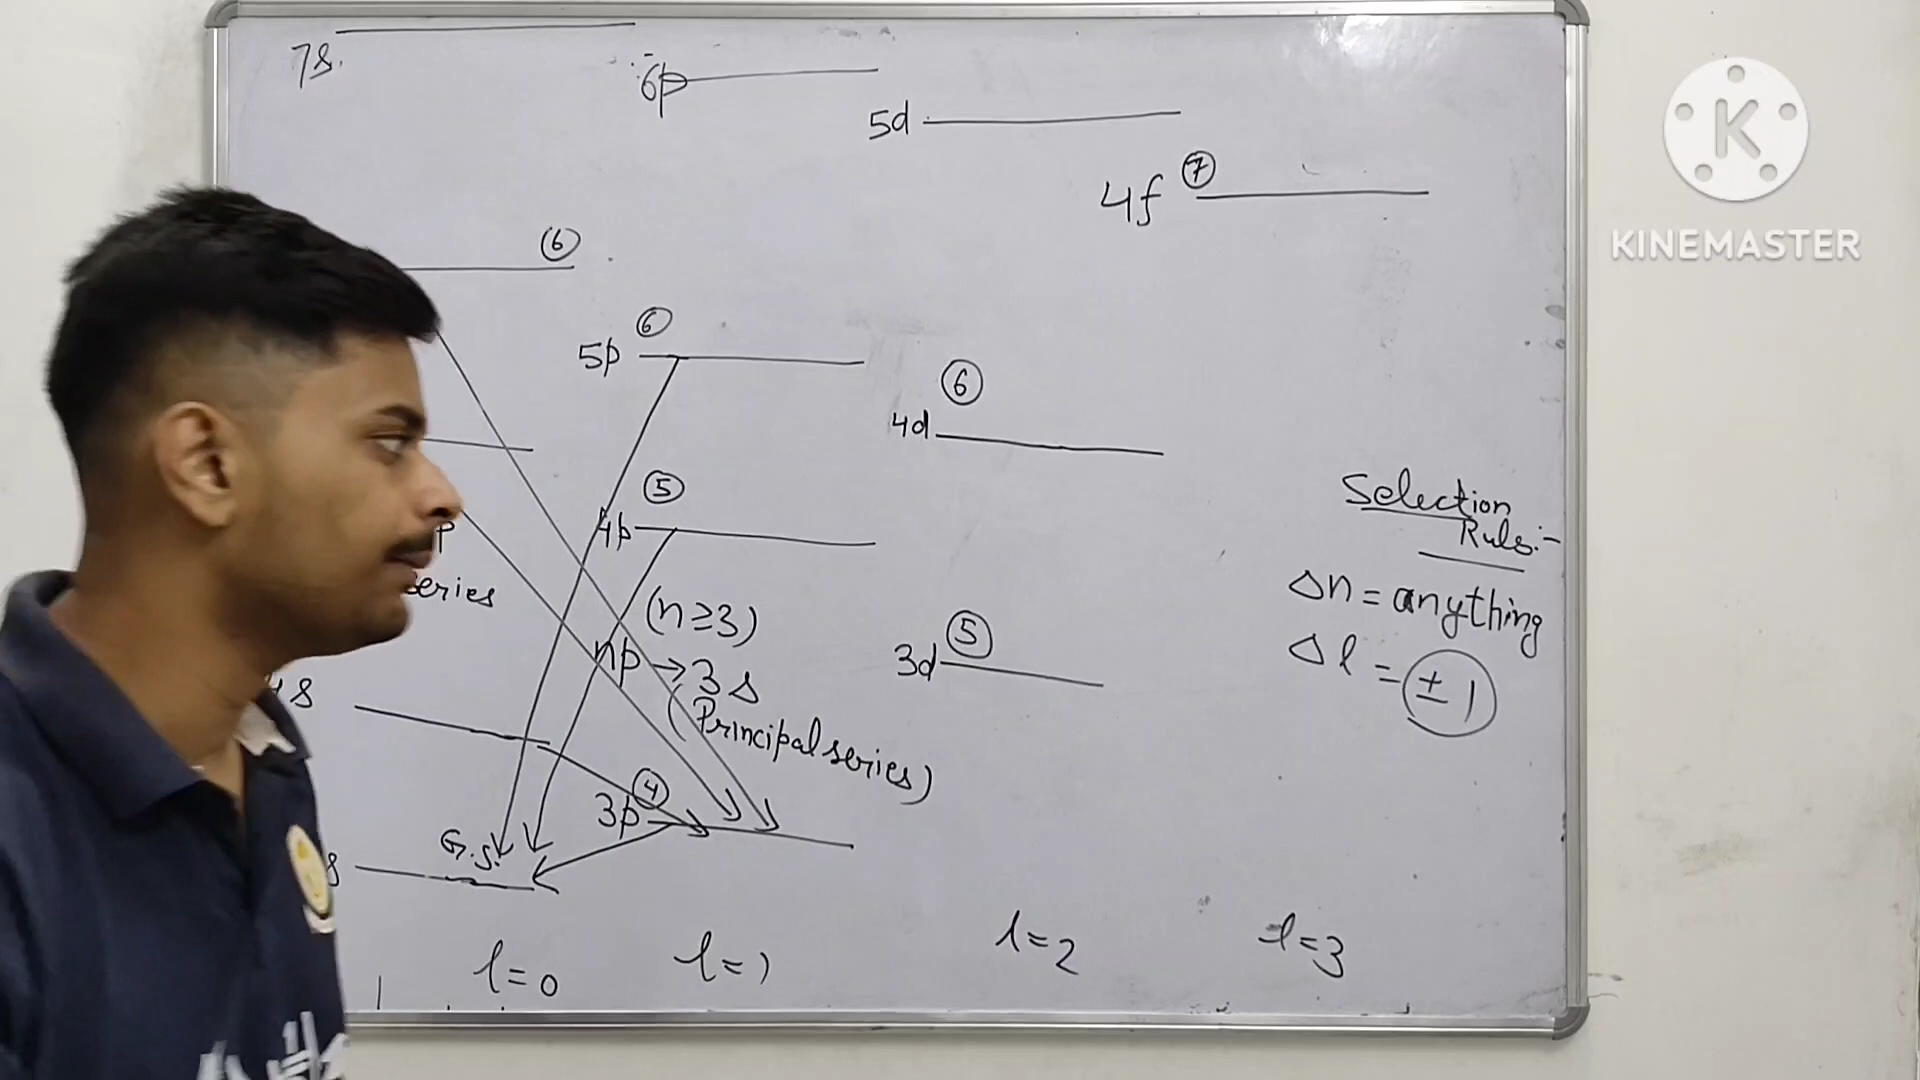 7s.
6p
5d
4f ⑦
⑥
5p ⑥
4d ⑥
4p ⑤
Selection
Rule:-
Δn = anything
Δl = ±1
series
(n≥3)
np → 3s
(Principal series)
3d ⑤
s
3p ④
G.S.
s
l=0
l=1
l=2
l=3
KINEMASTER